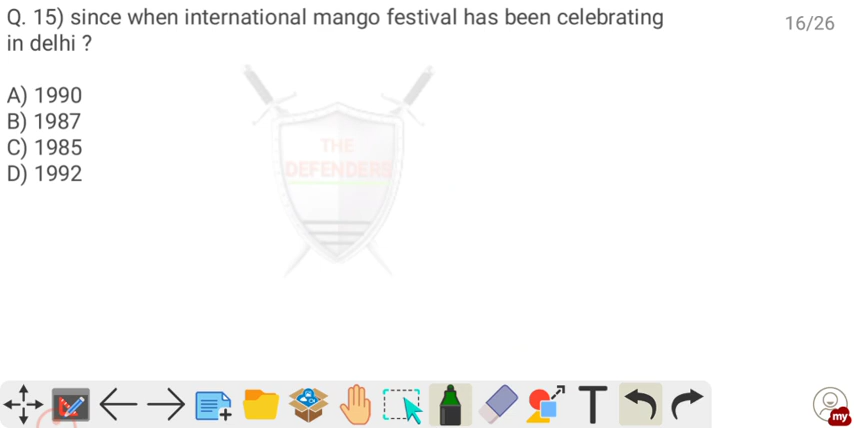 Q. 15) since when international mango festival has been celebrating
in delhi ?
16/26
A) 1990
B) 1987
C) 1985
D) 1992
THE
DEFENDERS
T
my